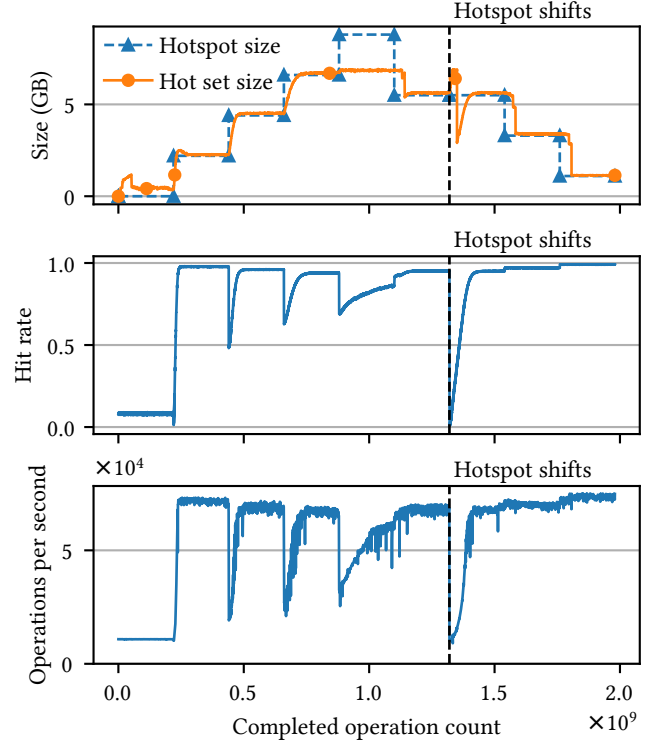 Hotspot shifts
Hotspot size
Hot set size
Size (GB)
5
0
Hotspot shifts
Hit rate
1.0
0.5
0.0
×10⁴
Hotspot shifts
Operations per second
5
0
0.0 0.5 1.0 1.5 2.0
×10⁹
Completed operation count